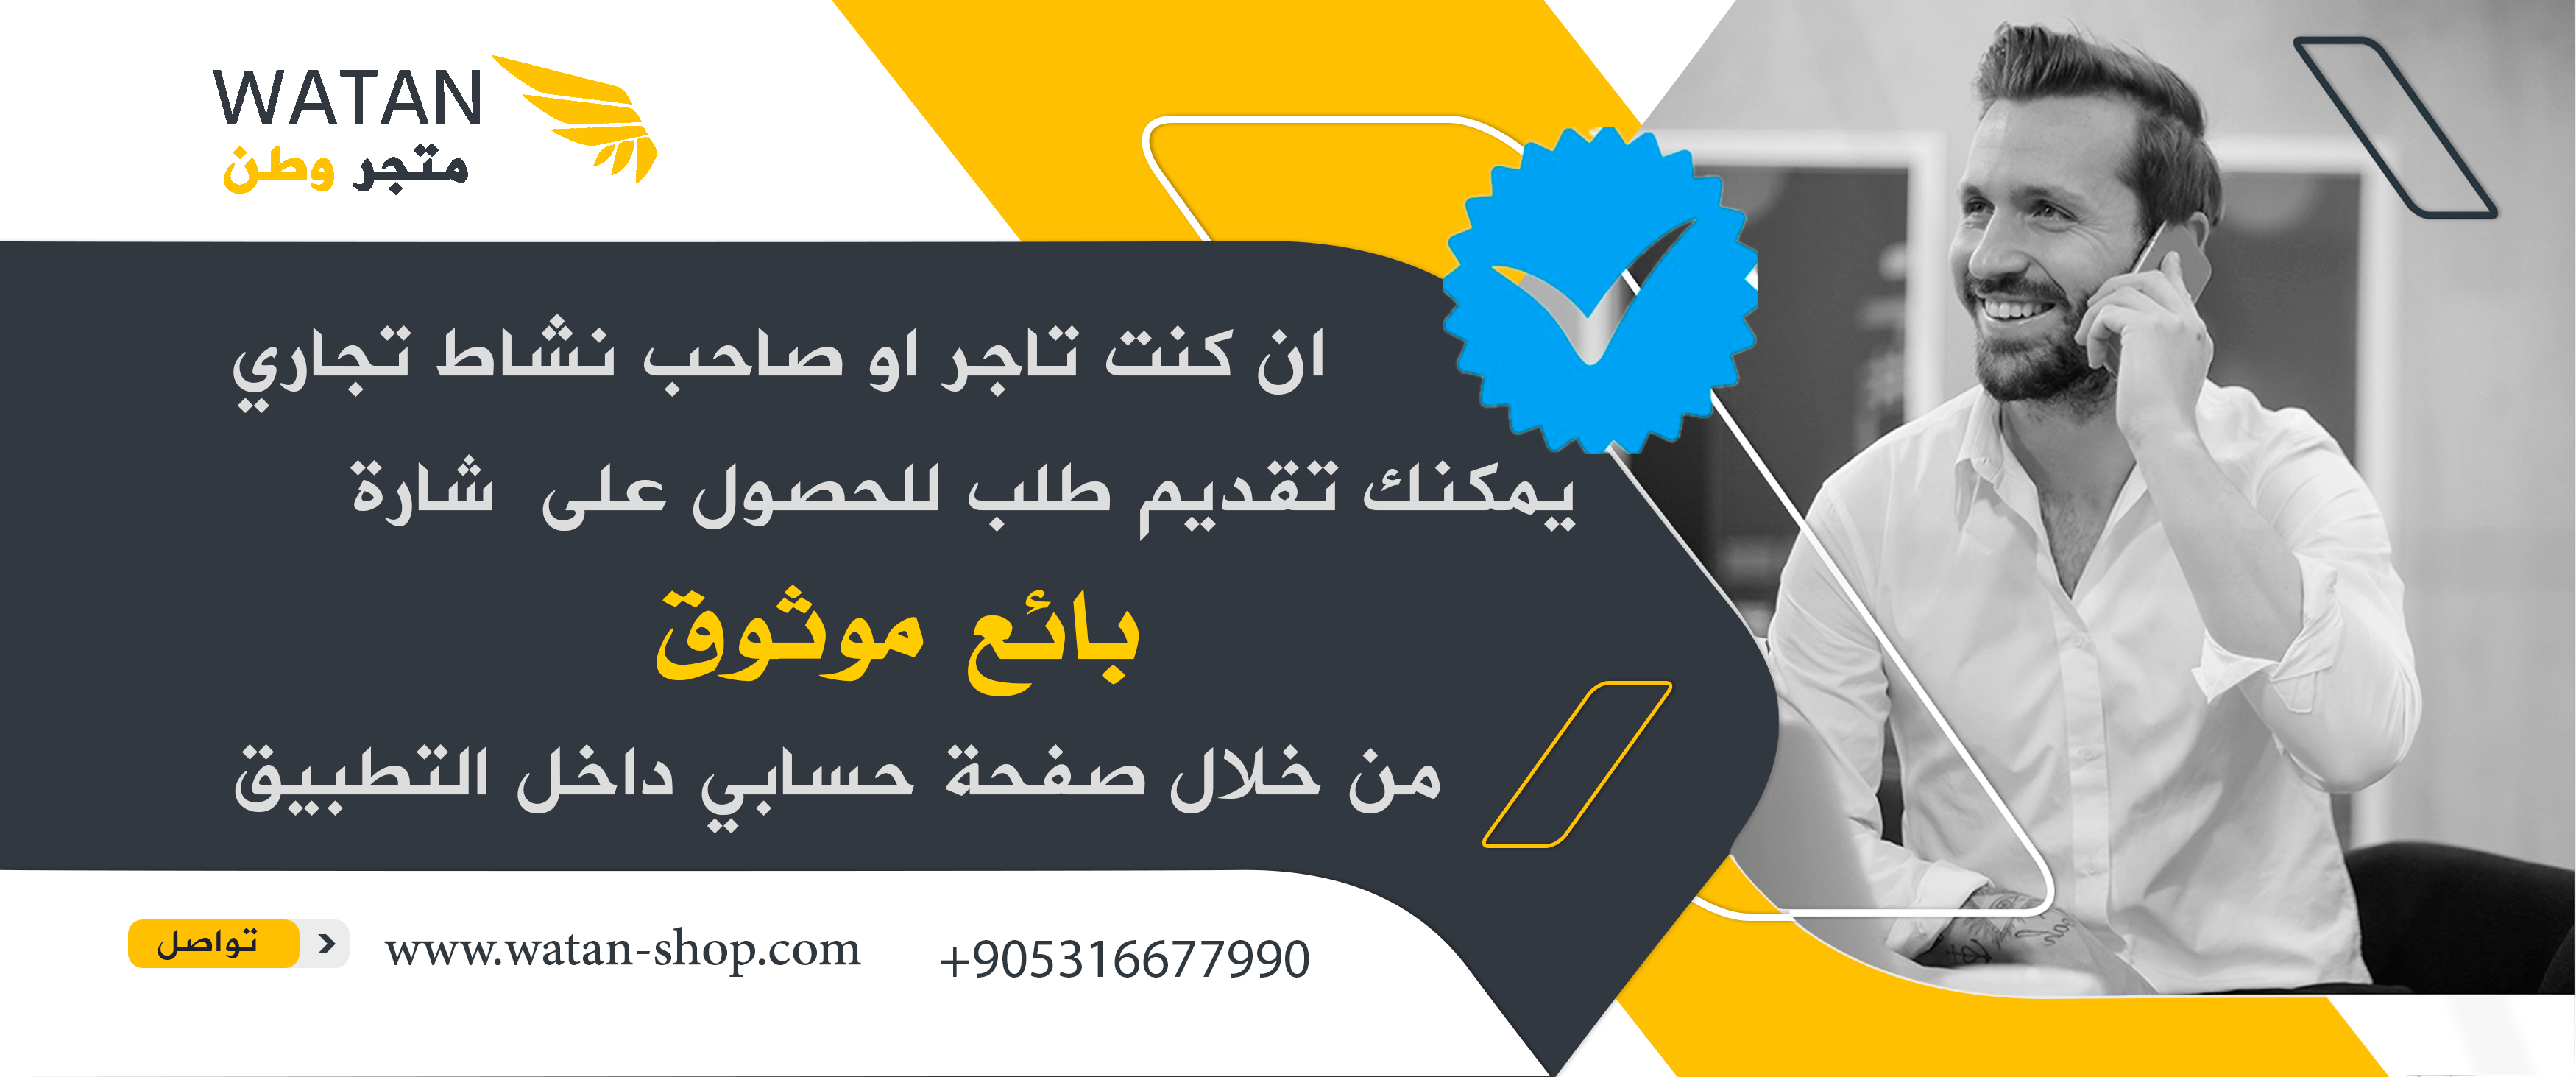 WATAN
متجر وطن
ان كنت تاجر او صاحب نشاط تجاري
يمكنك تقديم طلب للحصول على شارة
بائع موثوق
من خلال صفحة حسابي داخل التطبيق
تواصل
www.watan-shop.com
+905316677990